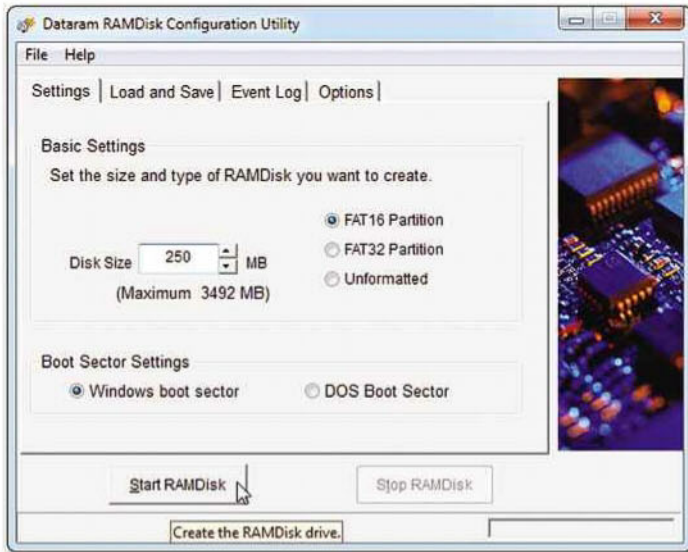 Dataram RAMDisk Configuration Utility
File Help
Settings Load and Save Event Log Options
Basic Settings
Set the size and type of RAMDisk you want to create.
FAT16 Partition
Disk Size 250 MB
FAT32 Partition
(Maximum 3492 MB)
Unformatted
Boot Sector Settings
Windows boot sector DOS Boot Sector
Start RAMDisk Stop RAMDisk
Create the RAMDisk drive.